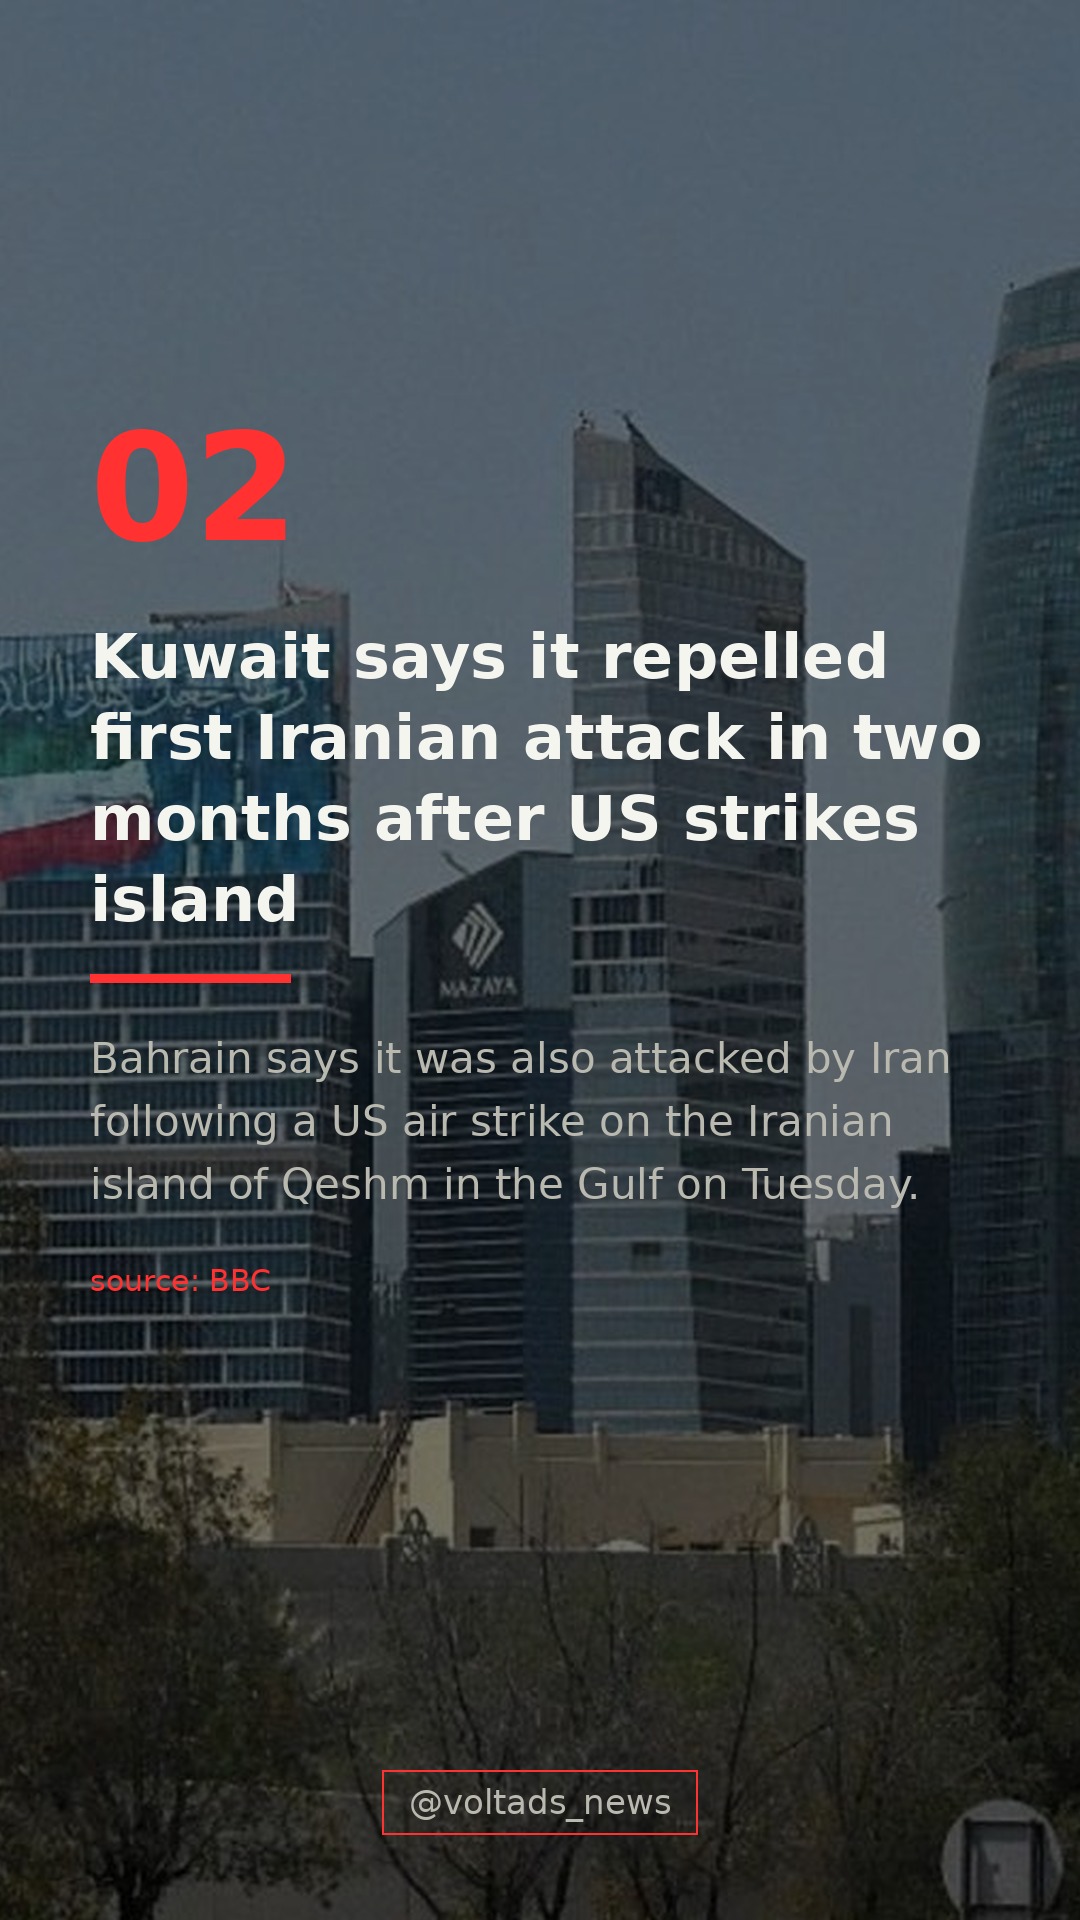 02
Kuwait says it repelled
first Iranian attack in two
months after US strikes
island
MAZAYA
Bahrain says it was also attacked by Iran
following a US air strike on the Iranian
island of Qeshm in the Gulf on Tuesday.
source: BBC
@voltads_news